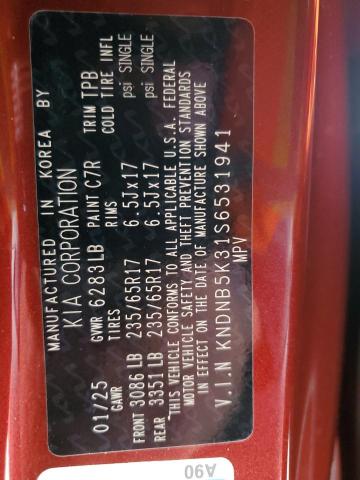 MANUFACTURED IN KOREA BY
KIA CORPORATION
01/25 GVWR 6283LB PAINT C7R TRIM TPB
GAWR TIRES RIMS COLD TIRE INFL
FRONT 3086LB 235/65R17 6.5Jx17 psi SINGLE
REAR 3351LB 235/65R17 6.5Jx17 psi SINGLE
"THIS VEHICLE CONFORMS TO ALL APPLICABLE U.S.A. FEDERAL
MOTOR VEHICLE SAFETY AND THEFT PREVENTION STANDARDS
IN EFFECT ON THE DATE OF MANUFACTURE SHOWN ABOVE
V.I.N KNDNB5K31S6531941
MPV
A90